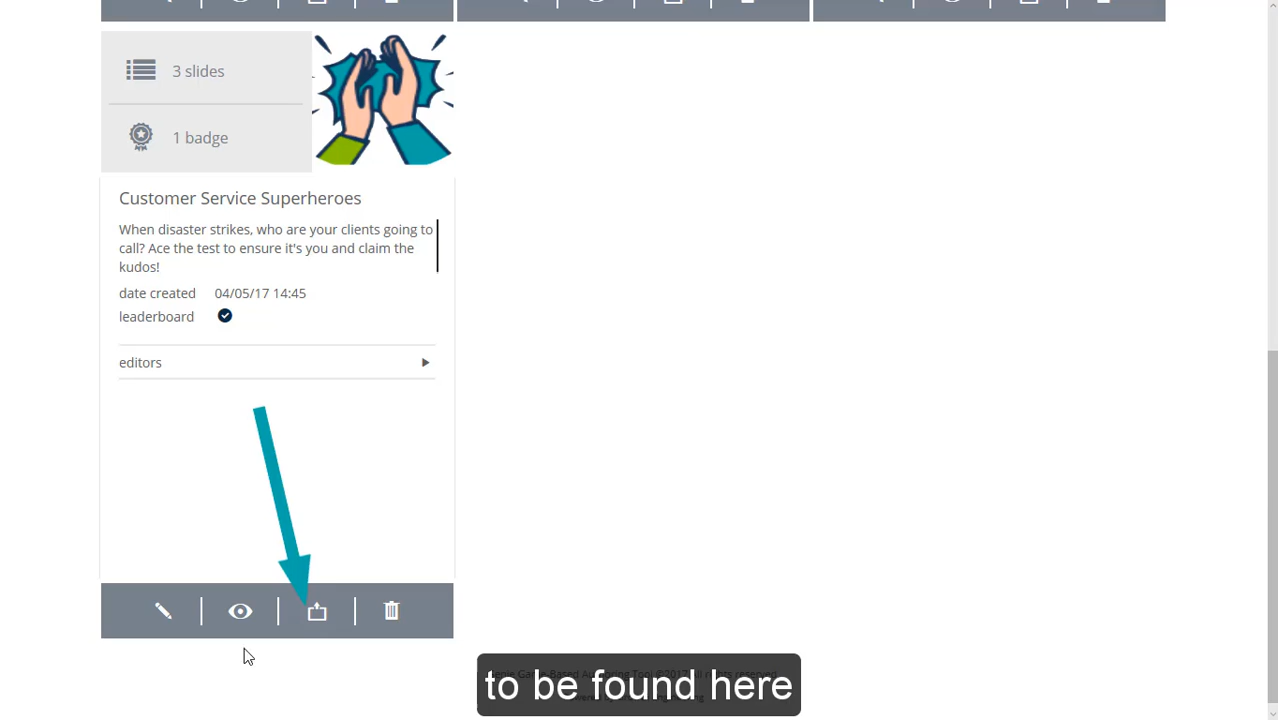 3 slides
1 badge
Customer Service Superheroes
When disaster strikes, who are your clients going to
call? Ace the test to ensure it's you and claim the
kudos!
date created 04/05/17 14:45
leaderboard
editors
to be found here